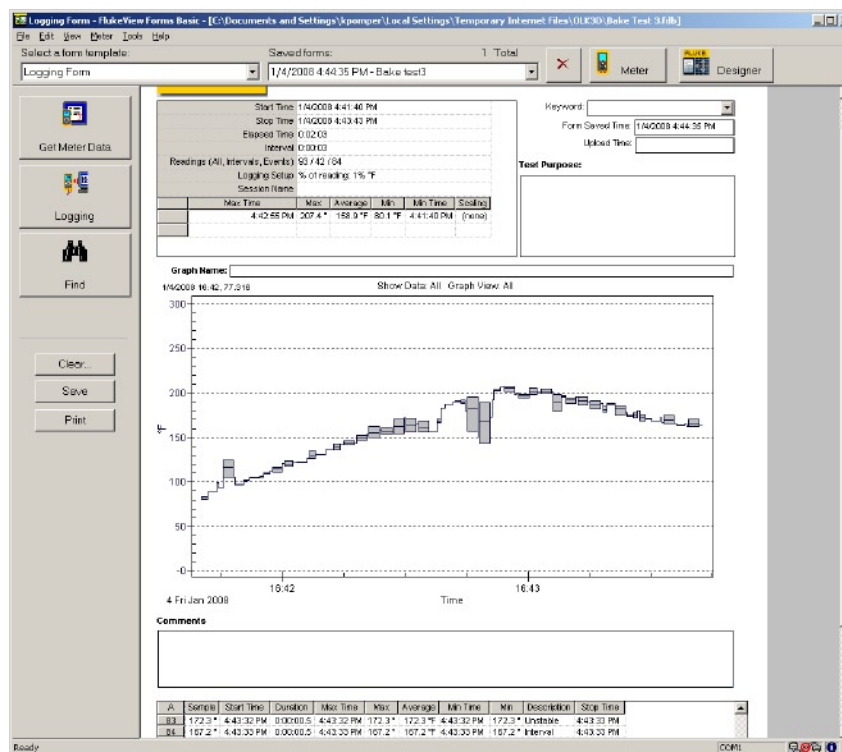 Logging Form - FlukeView Forms Basic - [C:\Documents and Settings\kpomper\Local Settings\Temporary Internet Files\OLK3D\Bake Test 3.fdb]
File Edit View Meter Tools Help
Select a form template:
Saved forms:
1 Total
Logging Form
1/4/2008 4:44:35 PM - Bake test3
Meter
FLUKE
Designer
Get Meter Data
Logging
Find
Clear...
Save
Print
Start Time 1/4/2008 4:41:40 PM
Stop Time 1/4/2008 4:43:43 PM
Elapsed Time 0:02:03
Interval 0:00:03
Readings (All, Intervals, Events) 93 / 42 / 84
Logging Setup % of reading: 1% °F
Session Name
Max Time Max Average Min Min Time Scaling
4:42:55 PM 207.4 ° 158.9 °F 80.1 °F 4:41:40 PM (none)
Keyword:
Form Saved Time: 1/4/2008 4:44:35 PM
Upload Time:
Test Purpose:
Graph Name:
1/4/2008 16:42, 77.318
Show Data: All Graph View: All
300
250
200
150
100
50
-0
°F
16:42
16:43
4 Fri Jan 2008
Time
Comments
A Sample Start Time Duration Max Time Max Average Min Time Min Description Stop Time
83 172.3 ° 4:43:32 PM 0:00:00.5 4:43:32 PM 172.3 ° 172.3 °F 4:43:32 PM 172.3 ° Unstable 4:43:33 PM
84 167.2 ° 4:43:33 PM 0:00:00.5 4:43:33 PM 167.2 ° 167.2 °F 4:43:33 PM 167.2 ° Interval 4:43:33 PM
Ready
COM1